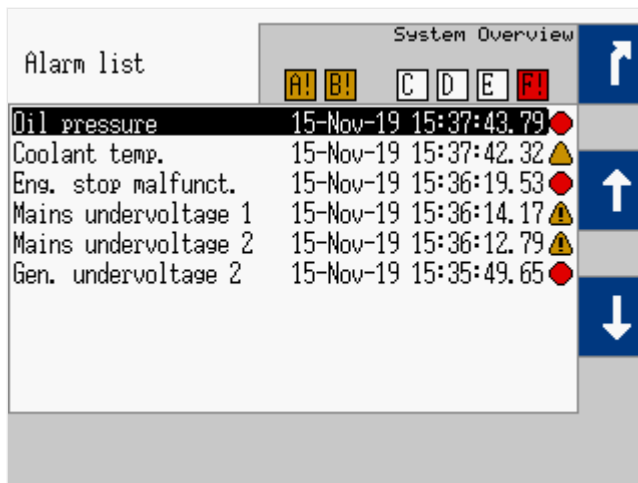 System Overview
Alarm list
A! B! C D E F!
Oil pressure 15-Nov-19 15:37:43.79
Coolant temp. 15-Nov-19 15:37:42.32
Eng. stop malfunct. 15-Nov-19 15:36:19.53
Mains undervoltage 1 15-Nov-19 15:36:14.17
Mains undervoltage 2 15-Nov-19 15:36:12.79
Gen. undervoltage 2 15-Nov-19 15:35:49.65